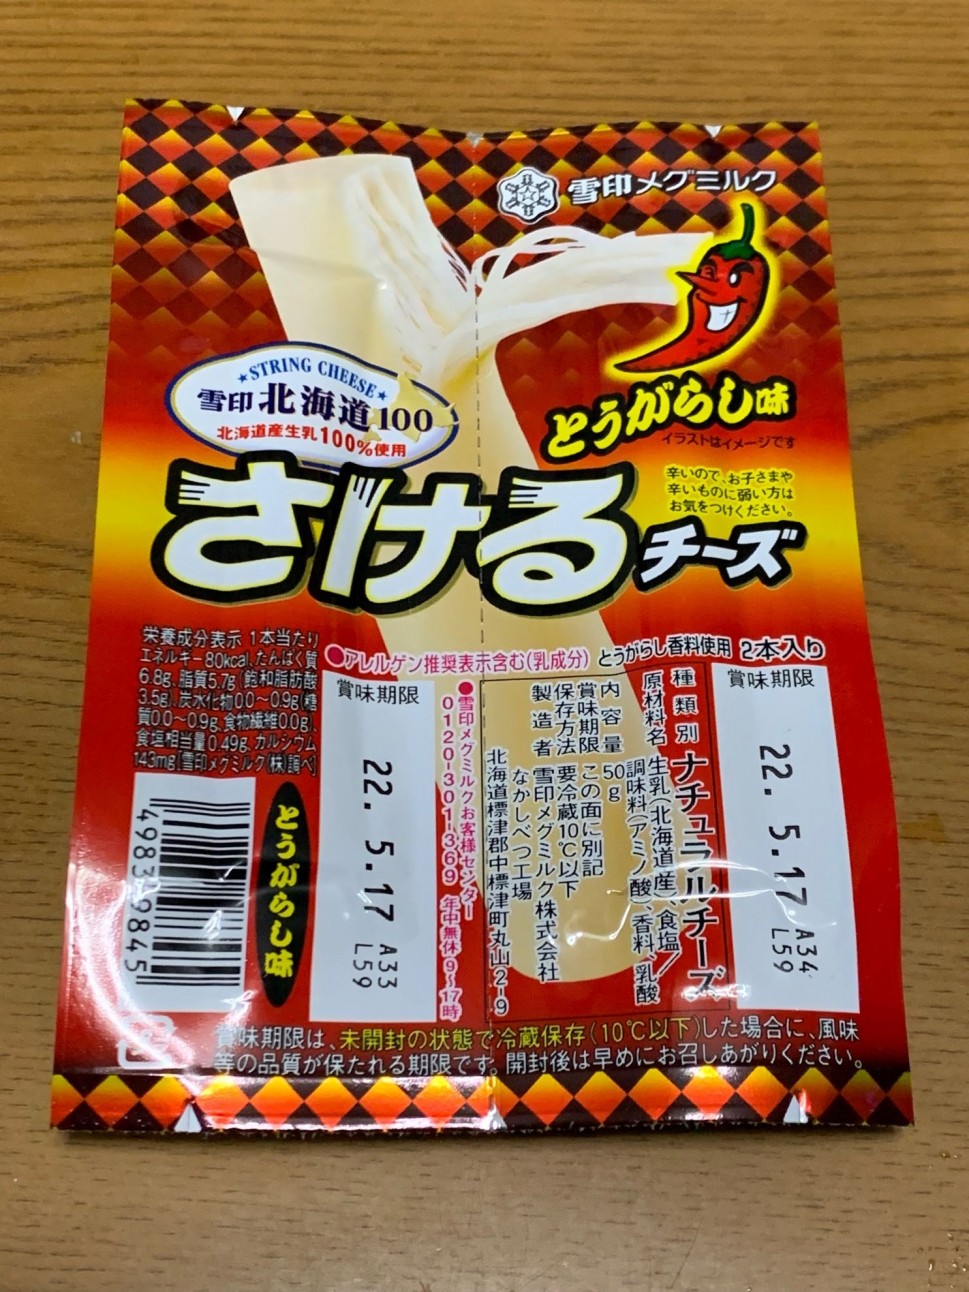 雪印メグミルク
STRING CHEESE
雪印 北海道100
北海道産生乳100%使用
とうがらし味
イラストはイメージです
辛いので、お子さまや
辛いものに弱い方は
お気をつけください。
さけるチーズ
栄養成分表示 1本当たり
エネルギー80kcal、たんぱく質
6.8g、脂質5.7g(飽和脂肪酸
3.5g)、炭水化物0.0〜0.9g(糖
質0.0〜0.9g、食物繊維0.0g)、
食塩相当量0.49g、カルシウム
143mg[雪印メグミルク(株)調べ]
●アレルゲン推奨表示含む(乳成分)
とうがらし香料使用 2本入り
賞味期限
22. 5.17 A33
L59
●雪印メグミルクお客様センター
0120-301-369 年中無休9〜17時
種類別 ナチュラルチーズ
原材料名 生乳(北海道産)、食塩/
調味料(アミノ酸)、香料、乳酸
内容量 50g
賞味期限 この面に別記
保存方法 要冷蔵10℃以下
製造者 雪印メグミルク株式会社
なかしべつ工場
北海道標津郡中標津町丸山2-9
賞味期限
22. 5.17 A34
L59
とうがらし味
賞味期限は、未開封の状態で冷蔵保存(10℃以下)した場合に、風味
等の品質が保たれる期限です。開封後は早めにお召しあがりください。